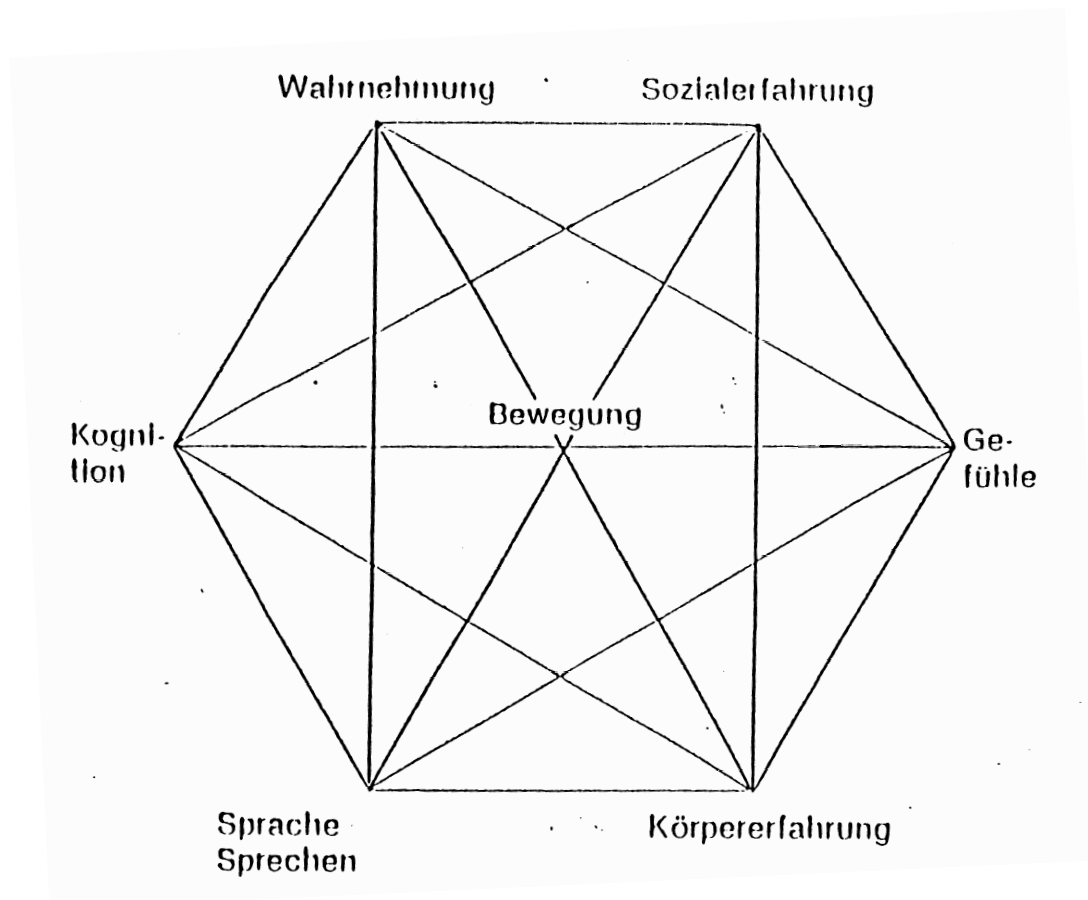 Wahrnehmung
Sozialerfahrung
Bewegung
Kogni-
tion
Ge-
fühle
Sprache
Sprechen
Körpererfahrung